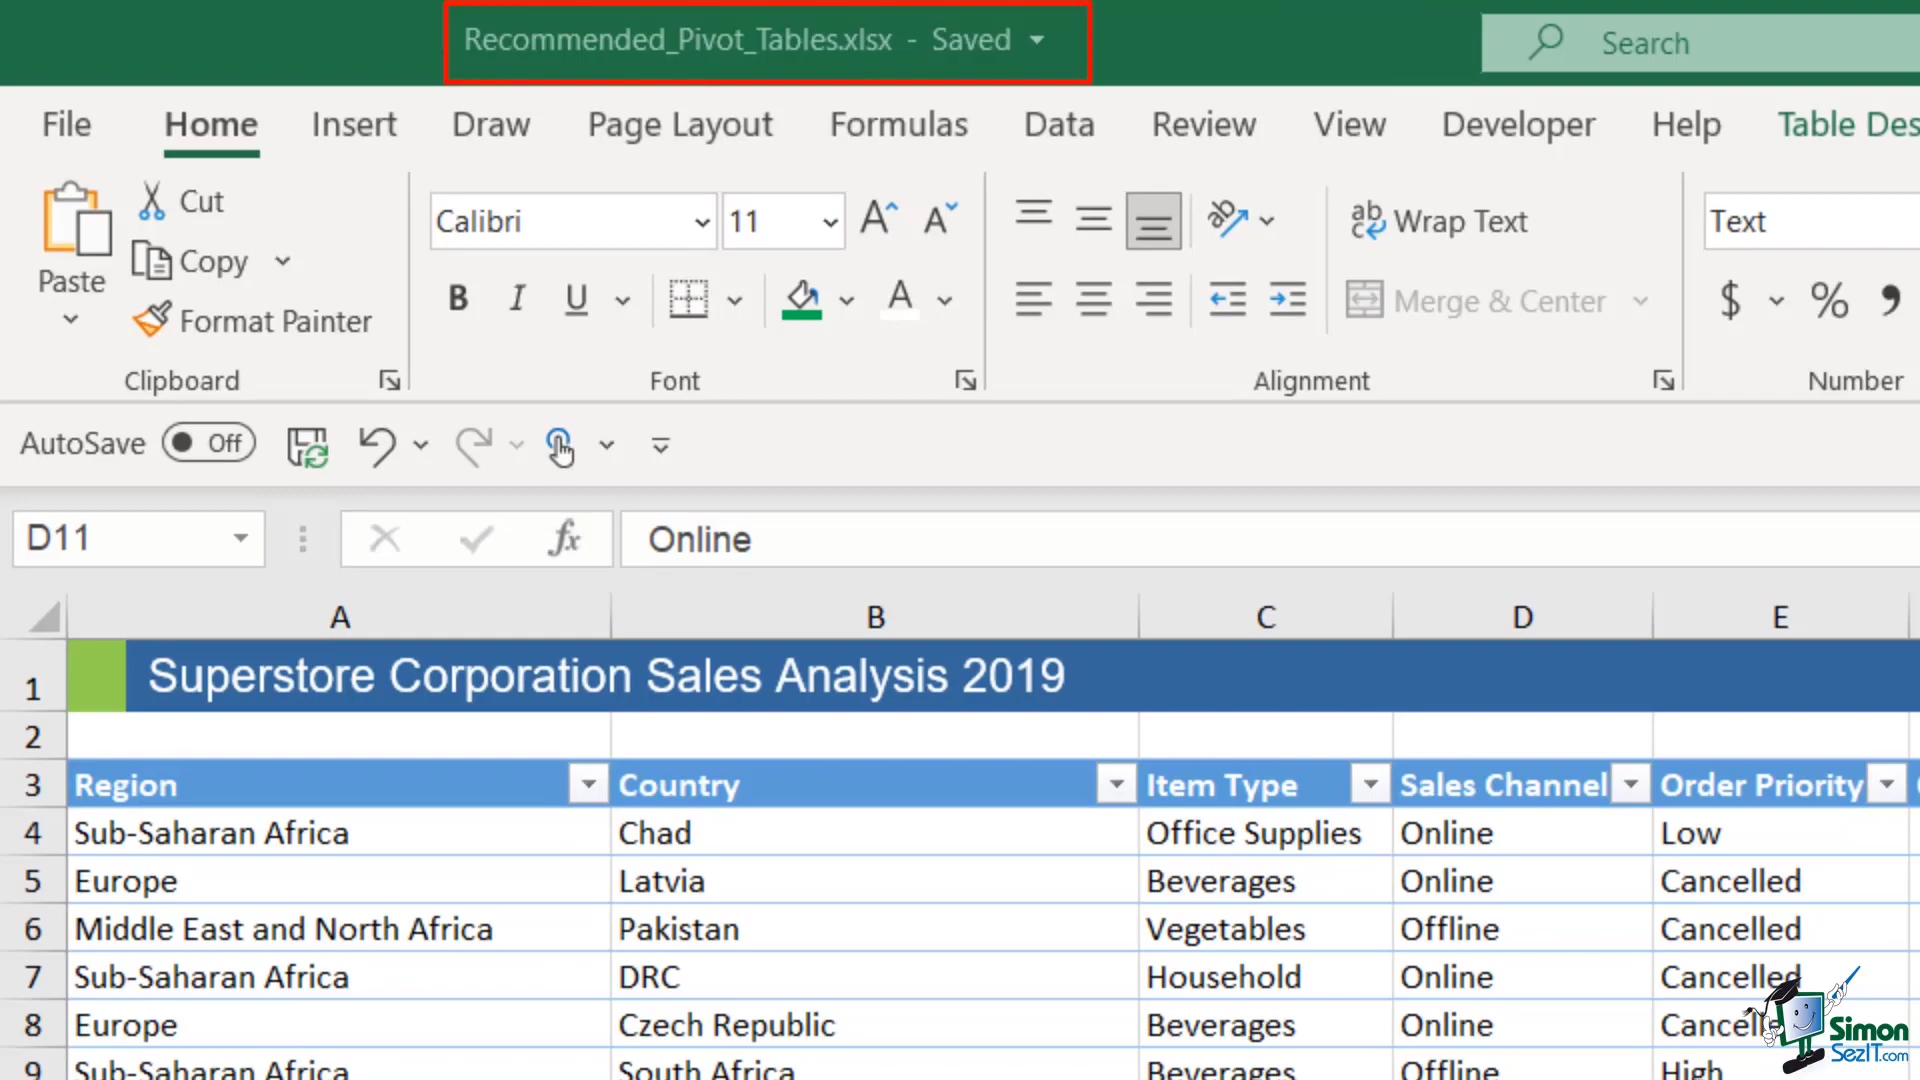 Recommended_Pivot_Tables.xlsx - Saved
Search
File Home Insert Draw Page Layout Formulas Data Review View Developer Help Table Des
Paste
Cut
Copy
Format Painter
Clipboard
Calibri 11
B I U A
Font
ab Wrap Text
Merge & Center
Alignment
Text
$ % ,
Number
AutoSave Off
D11 fx Online
A B C D E
1 Superstore Corporation Sales Analysis 2019
2
3 Region Country Item Type Sales Channel Order Priority
4 Sub-Saharan Africa Chad Office Supplies Online Low
5 Europe Latvia Beverages Online Cancelled
6 Middle East and North Africa Pakistan Vegetables Offline Cancelled
7 Sub-Saharan Africa DRC Household Online Cancelled
8 Europe Czech Republic Beverages Online Cancelle
9 Sub-Saharan Africa South Africa Beverages Offline High
Simon
SezIT.com